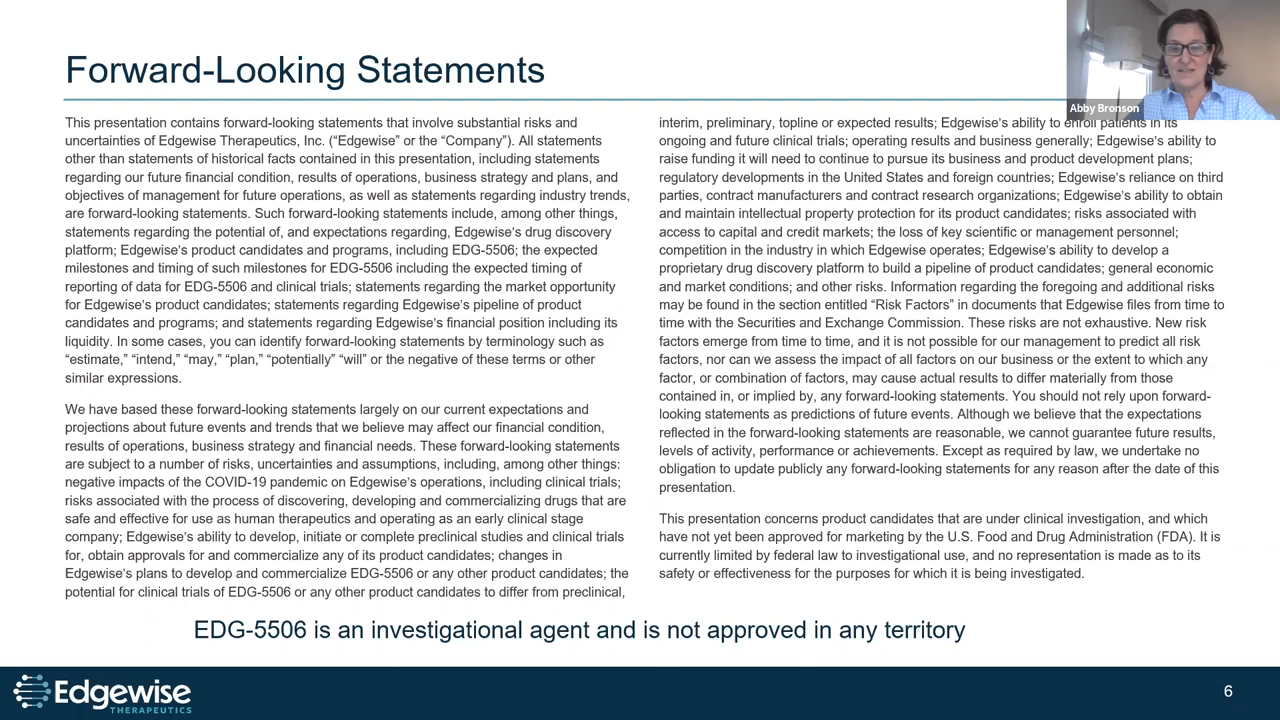 Forward-Looking Statements
Abby Bronson
This presentation contains forward-looking statements that involve substantial risks and
uncertainties of Edgewise Therapeutics, Inc. (“Edgewise” or the “Company”). All statements
other than statements of historical facts contained in this presentation, including statements
regarding our future financial condition, results of operations, business strategy and plans, and
objectives of management for future operations, as well as statements regarding industry trends,
are forward-looking statements. Such forward-looking statements include, among other things,
statements regarding the potential of, and expectations regarding, Edgewise’s drug discovery
platform; Edgewise’s product candidates and programs, including EDG-5506; the expected
milestones and timing of such milestones for EDG-5506 including the expected timing of
reporting of data for EDG-5506 and clinical trials; statements regarding the market opportunity
for Edgewise’s product candidates; statements regarding Edgewise’s pipeline of product
candidates and programs; and statements regarding Edgewise’s financial position including its
liquidity. In some cases, you can identify forward-looking statements by terminology such as
“estimate,” “intend,” “may,” “plan,” “potentially” “will” or the negative of these terms or other
similar expressions.
We have based these forward-looking statements largely on our current expectations and
projections about future events and trends that we believe may affect our financial condition,
results of operations, business strategy and financial needs. These forward-looking statements
are subject to a number of risks, uncertainties and assumptions, including, among other things:
negative impacts of the COVID-19 pandemic on Edgewise’s operations, including clinical trials;
risks associated with the process of discovering, developing and commercializing drugs that are
safe and effective for use as human therapeutics and operating as an early clinical stage
company; Edgewise’s ability to develop, initiate or complete preclinical studies and clinical trials
for, obtain approvals for and commercialize any of its product candidates; changes in
Edgewise’s plans to develop and commercialize EDG-5506 or any other product candidates; the
potential for clinical trials of EDG-5506 or any other product candidates to differ from preclinical,
interim, preliminary, topline or expected results; Edgewise’s ability to enroll patients in its
ongoing and future clinical trials; operating results and business generally; Edgewise’s ability to
raise funding it will need to continue to pursue its business and product development plans;
regulatory developments in the United States and foreign countries; Edgewise’s reliance on third
parties, contract manufacturers and contract research organizations; Edgewise’s ability to obtain
and maintain intellectual property protection for its product candidates; risks associated with
access to capital and credit markets; the loss of key scientific or management personnel;
competition in the industry in which Edgewise operates; Edgewise’s ability to develop a
proprietary drug discovery platform to build a pipeline of product candidates; general economic
and market conditions; and other risks. Information regarding the foregoing and additional risks
may be found in the section entitled “Risk Factors” in documents that Edgewise files from time to
time with the Securities and Exchange Commission. These risks are not exhaustive. New risk
factors emerge from time to time, and it is not possible for our management to predict all risk
factors, nor can we assess the impact of all factors on our business or the extent to which any
factor, or combination of factors, may cause actual results to differ materially from those
contained in, or implied by, any forward-looking statements. You should not rely upon forward-
looking statements as predictions of future events. Although we believe that the expectations
reflected in the forward-looking statements are reasonable, we cannot guarantee future results,
levels of activity, performance or achievements. Except as required by law, we undertake no
obligation to update publicly any forward-looking statements for any reason after the date of this
presentation.
This presentation concerns product candidates that are under clinical investigation, and which
have not yet been approved for marketing by the U.S. Food and Drug Administration (FDA). It is
currently limited by federal law to investigational use, and no representation is made as to its
safety or effectiveness for the purposes for which it is being investigated.
EDG-5506 is an investigational agent and is not approved in any territory
Edgewise
THERAPEUTICS
6